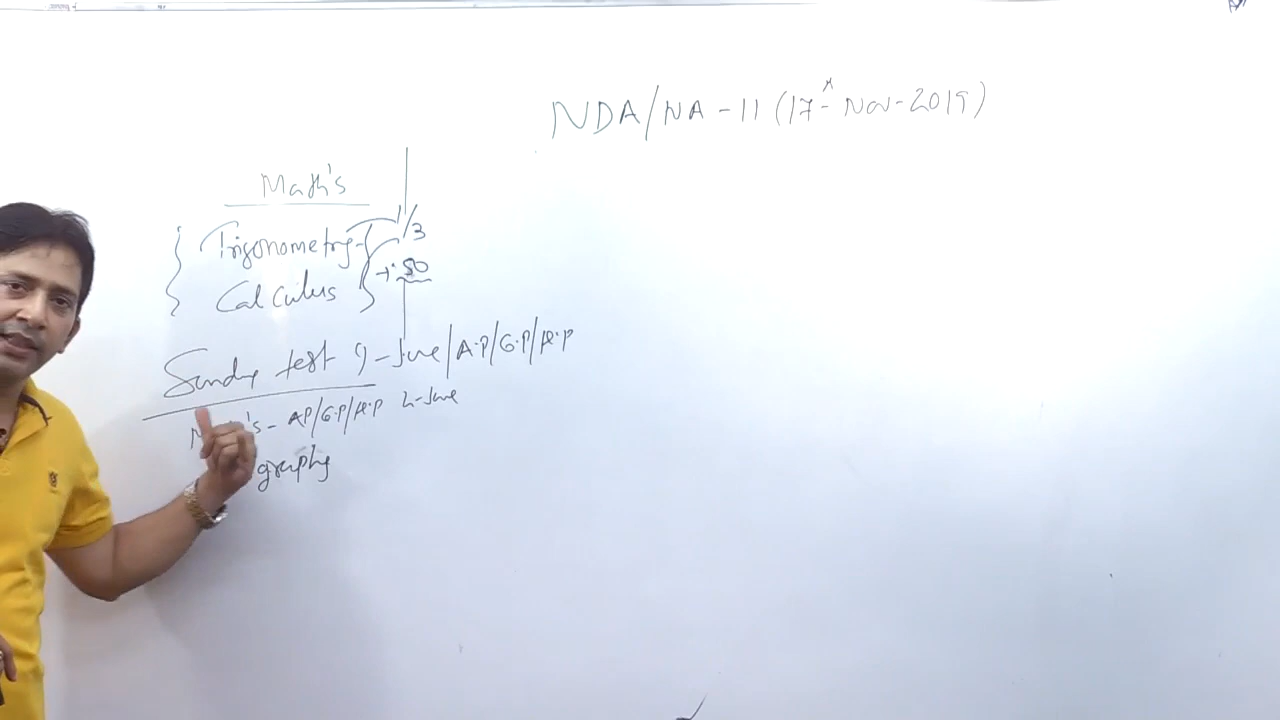 NDA/NA-II (17th Nov-2019)
Math's
Trigonometry
1/3
Calculus
50
Sunday test 9-June/A.P/G.P/H.P
's- AP/G.P/H.P 2-June
graphy